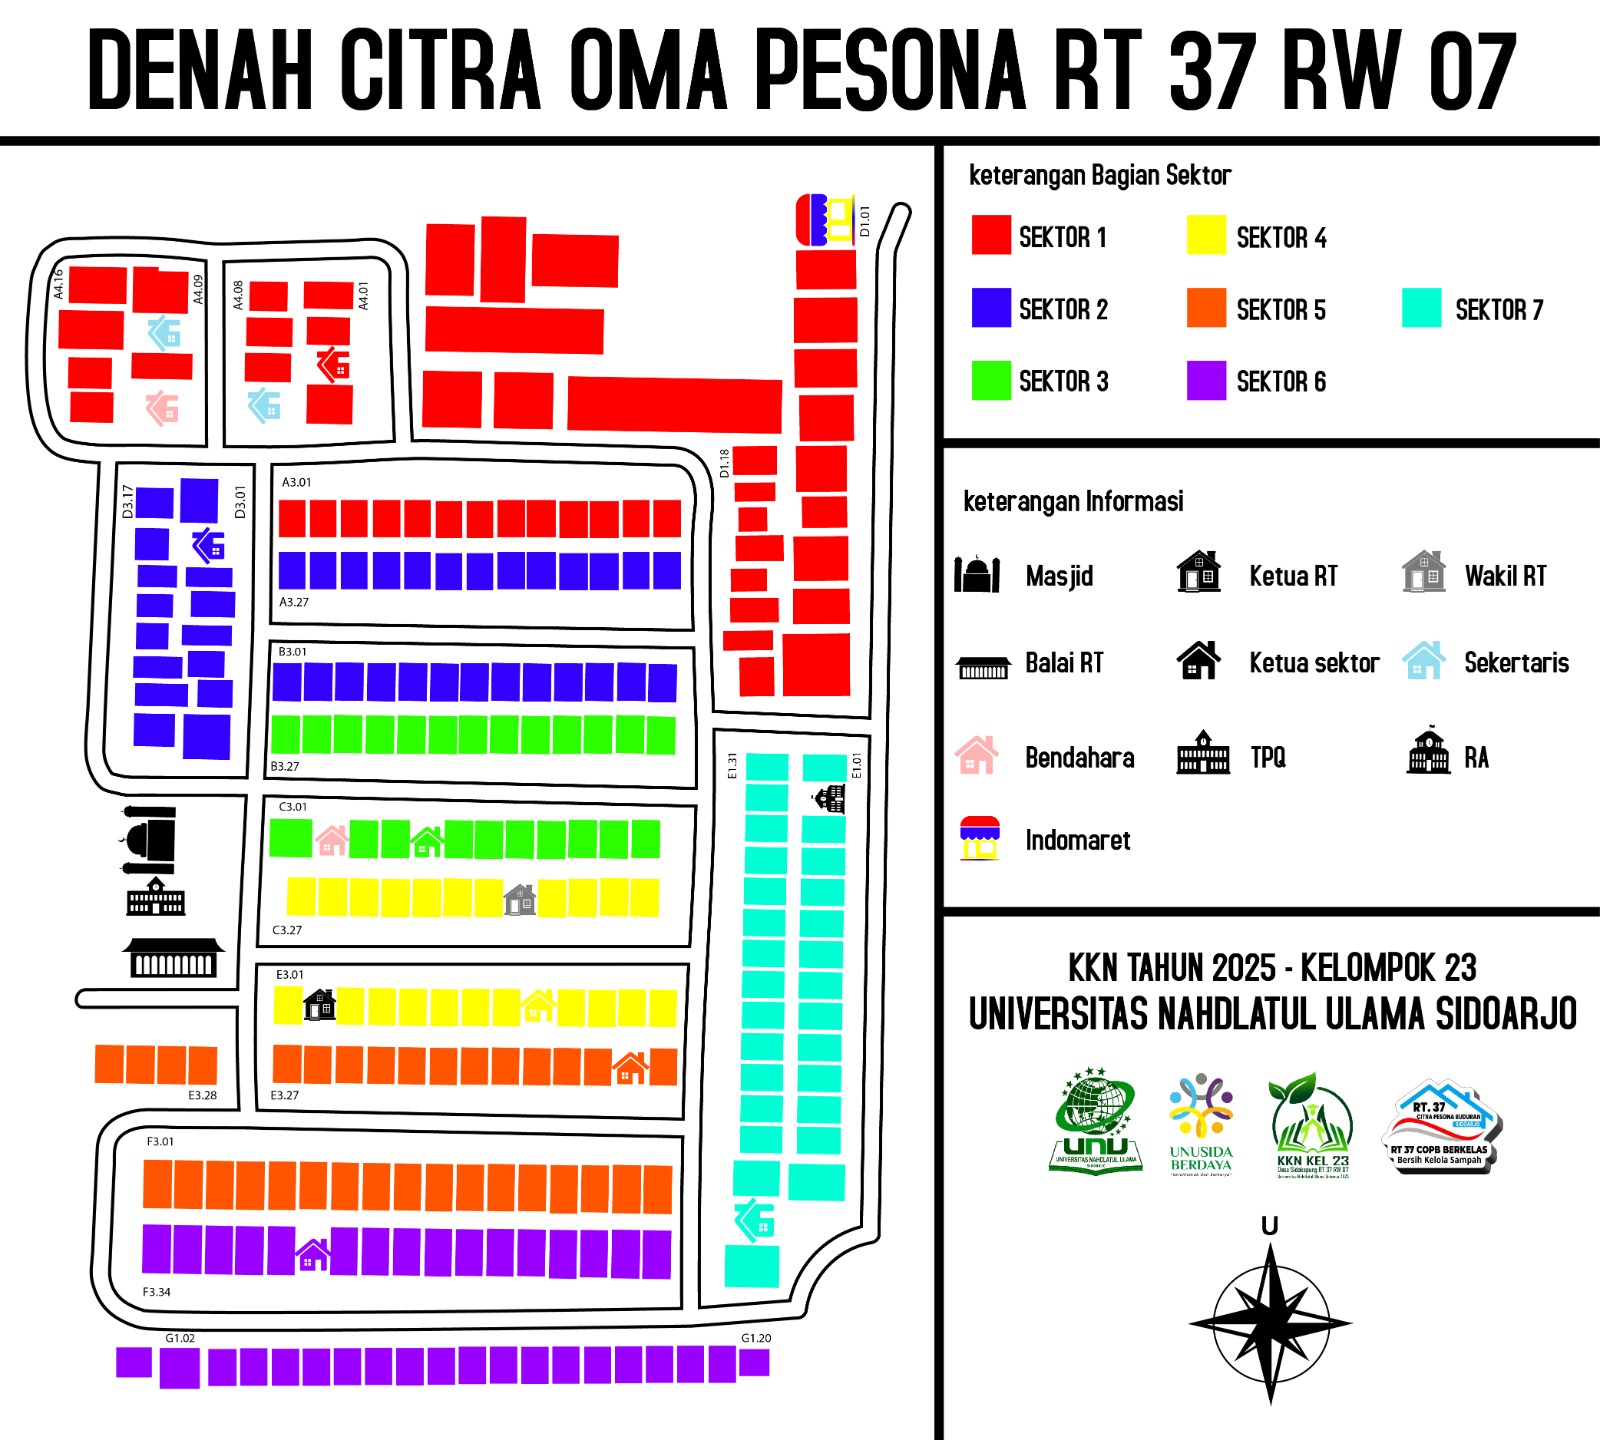 DENAH CITRA OMA PESONA RT 37 RW 07
D1.01
A4.16
A4.09
A4.08
A4.01
D1.18
D3.17
D3.01
A3.01
A3.27
B3.01
B3.27
C3.01
C3.27
E1.31
E1.01
E3.01
E3.28
E3.27
F3.01
F3.34
G1.02
G1.20
keterangan Bagian Sektor
SEKTOR 1
SEKTOR 4
SEKTOR 2
SEKTOR 5
SEKTOR 7
SEKTOR 3
SEKTOR 6
keterangan Informasi
Masjid
Ketua RT
Wakil RT
Balai RT
Ketua sektor
Sekertaris
Bendahara
TPQ
RA
Indomaret
KKN TAHUN 2025 - KELOMPOK 23
UNIVERSITAS NAHDLATUL ULAMA SIDOARJO
UNU
UNIVERSITAS NAHDLATUL ULAMA
SIDOARJO
UNUSIDA
BERDAYA
KKN KEL 23
RT. 37
CITRA PESONA BUDURAN
SIDOARJO
RT 37 COPB BERKELAS
Bersih Kelola Sampah
U